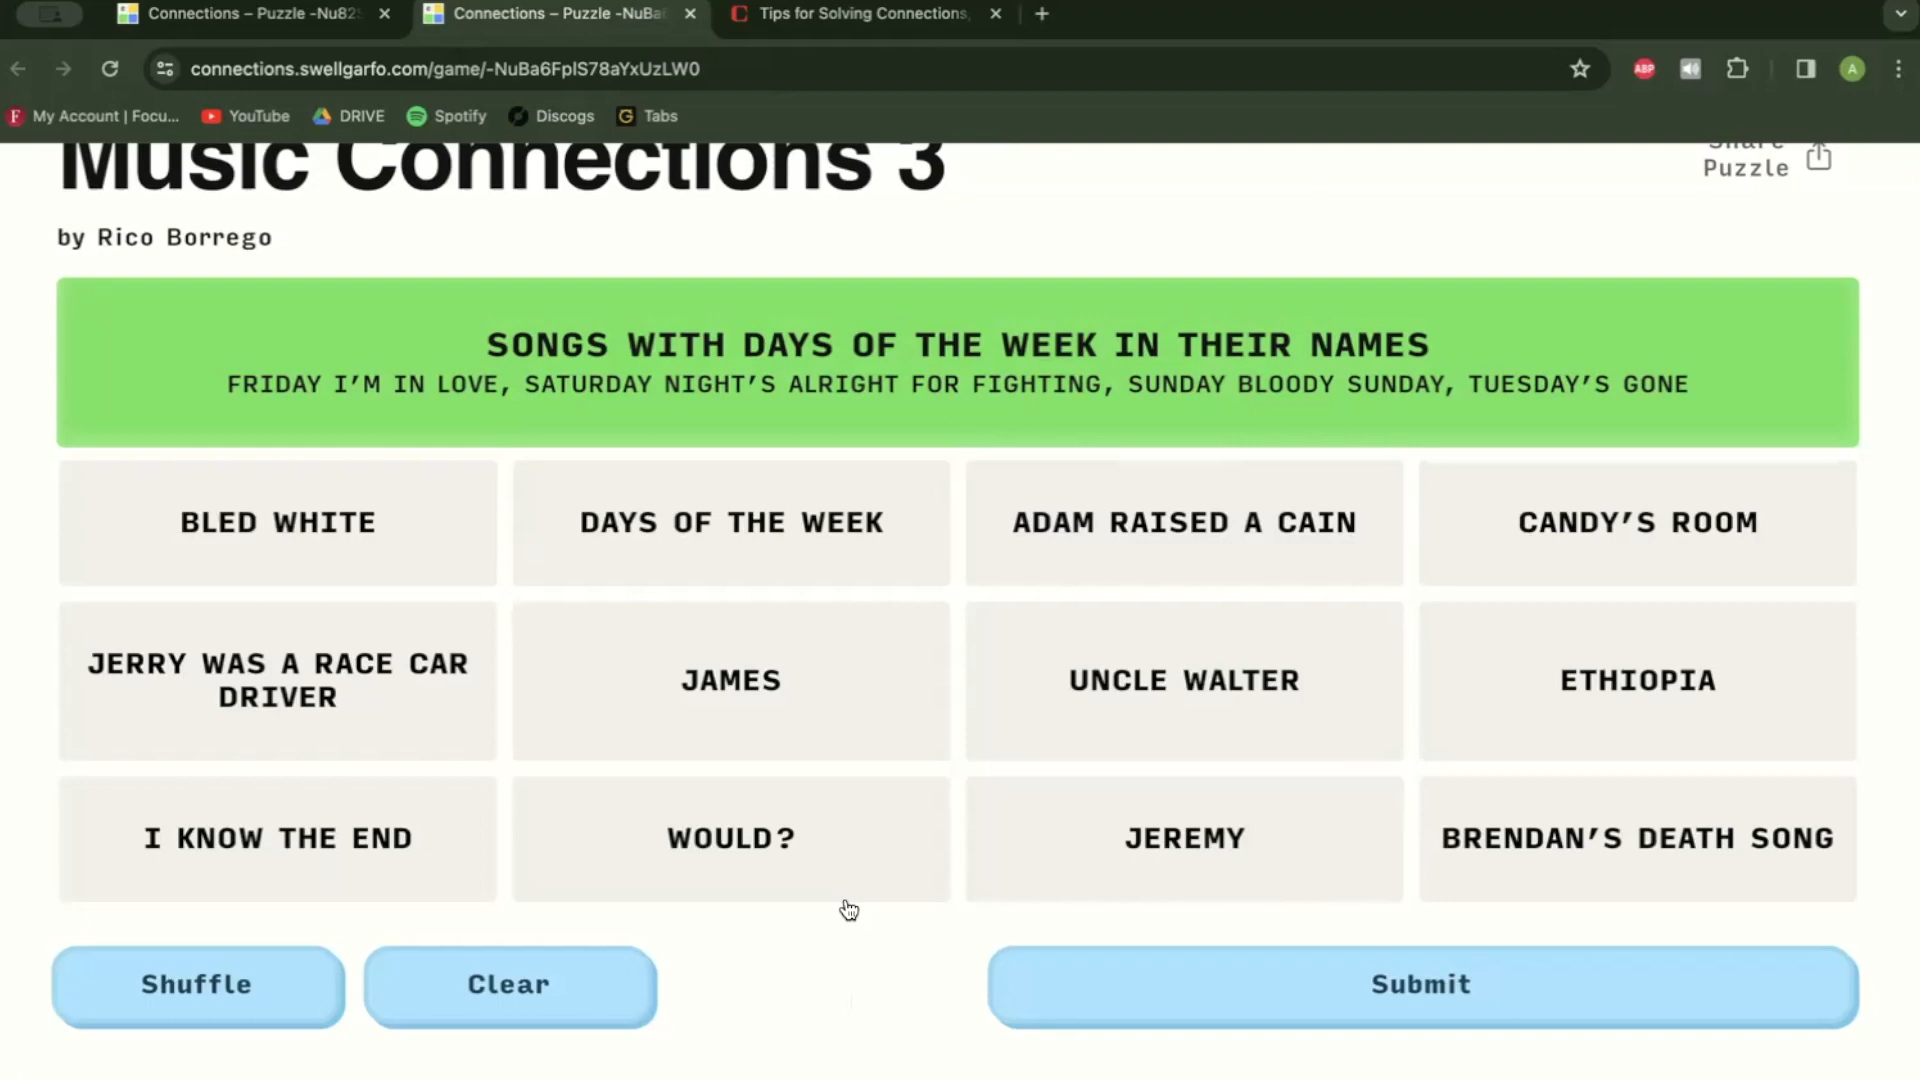 Connections – Puzzle -Nu82
Connections – Puzzle -NuBa
Tips for Solving Connections,
connections.swellgarfo.com/game/-NuBa6FplS78aYxUzLW0
ABP
A
My Account | Focu...
YouTube
DRIVE
Spotify
Discogs
Tabs
Music Connections 3
Share
Puzzle
by Rico Borrego
SONGS WITH DAYS OF THE WEEK IN THEIR NAMES
FRIDAY I’M IN LOVE, SATURDAY NIGHT’S ALRIGHT FOR FIGHTING, SUNDAY BLOODY SUNDAY, TUESDAY’S GONE
BLED WHITE
DAYS OF THE WEEK
ADAM RAISED A CAIN
CANDY’S ROOM
JERRY WAS A RACE CAR
DRIVER
JAMES
UNCLE WALTER
ETHIOPIA
I KNOW THE END
WOULD?
JEREMY
BRENDAN’S DEATH SONG
Shuffle
Clear
Submit